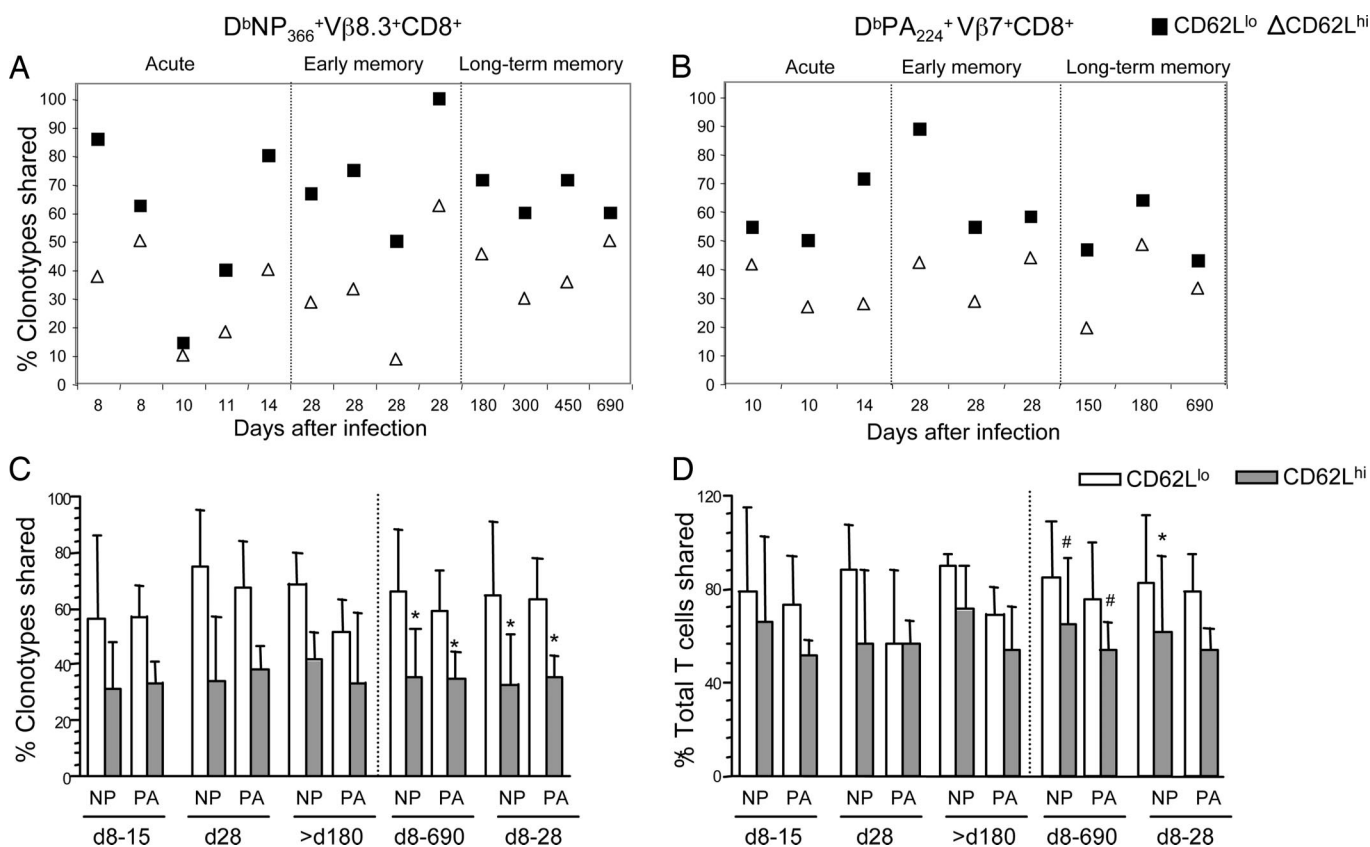 DᵇNP₃₆₆⁺Vβ8.3⁺CD8⁺
DᵇPA₂₂₄⁺Vβ7⁺CD8⁺
■ CD62Lˡᵒ △CD62Lʰⁱ
A
Acute
Early memory
Long-term memory
% Clonotypes shared
100
90
80
70
60
50
40
30
20
10
0
8 8 10 11 14 28 28 28 28 180 300 450 690
Days after infection
B
Acute
Early memory
Long-term memory
100
90
80
70
60
50
40
30
20
10
0
10 10 14 28 28 28 150 180 690
Days after infection
C
% Clonotypes shared
100
80
60
40
20
0
* * * *
NP PA NP PA NP PA NP PA NP PA
d8-15 d28 >d180 d8-690 d8-28
D
CD62Lˡᵒ CD62Lʰⁱ
% Total T cells shared
120
80
40
0
# # *
NP PA NP PA NP PA NP PA NP PA
d8-15 d28 >d180 d8-690 d8-28